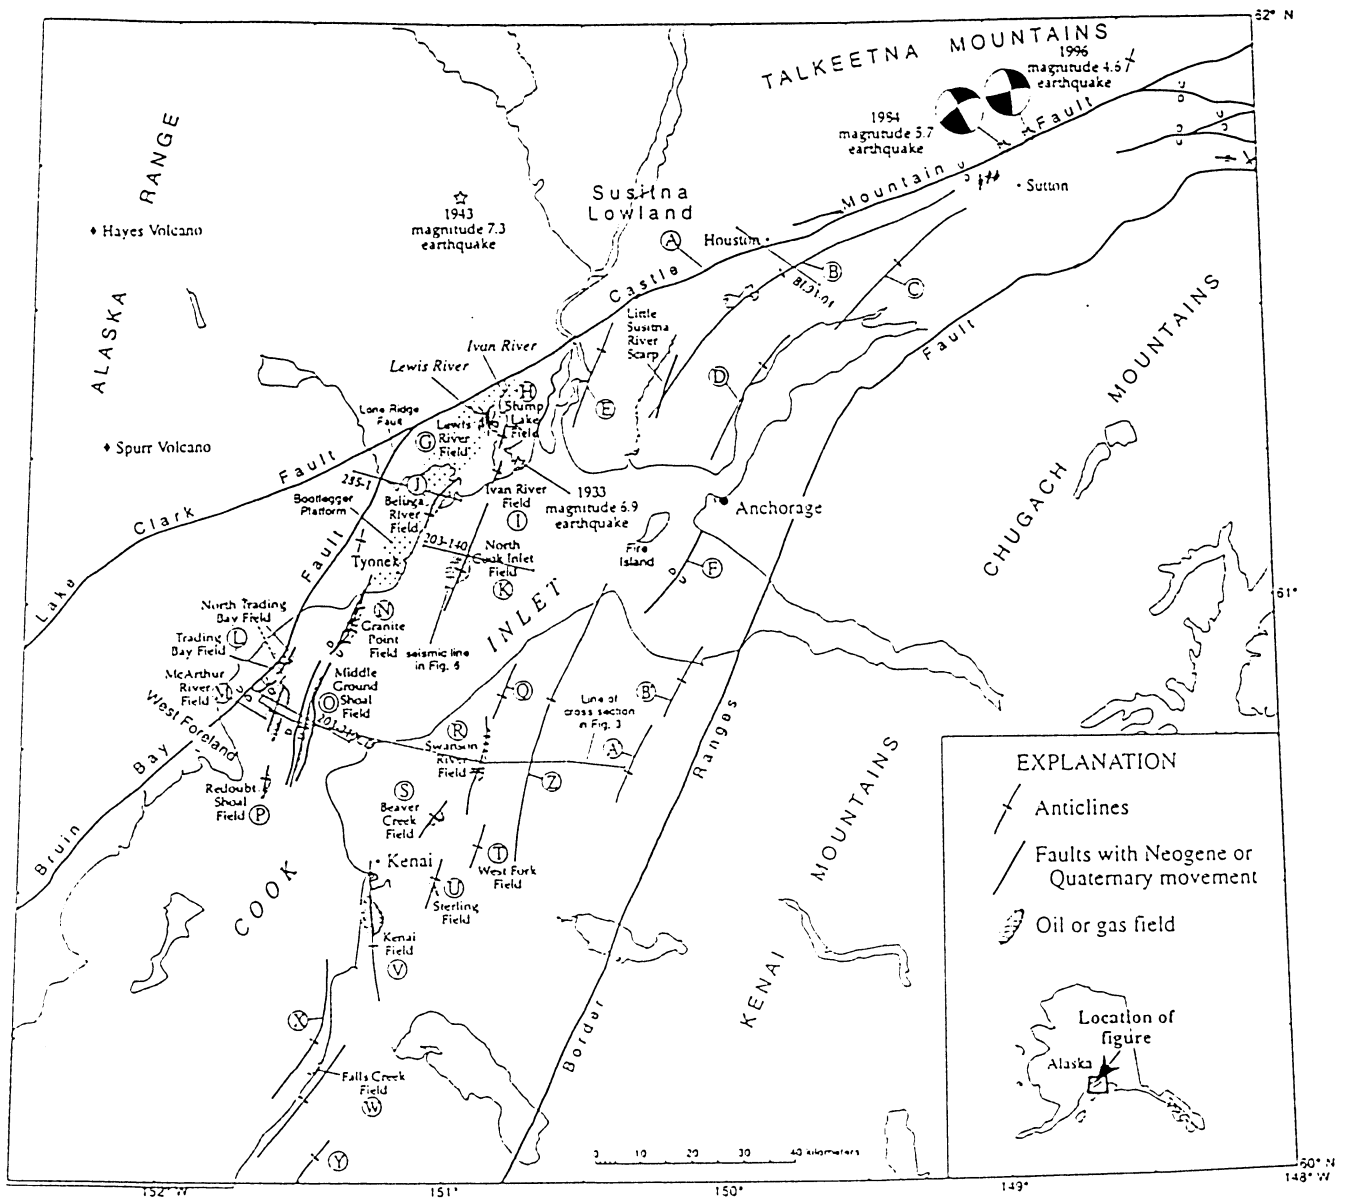 62° N
TALKEETNA MOUNTAINS
1996
magnitude 4.6
earthquake
1984
magnitude 5.7
earthquake
Fault
Mountain
Sutton
ALASKA RANGE
Hayes Volcano
1943
magnitude 7.3
earthquake
Susitna
Lowland
A
Houston
B
C
Castle
Little
Susitna
River
Scarp
Ivan River
Lewis River
Fault
CHUGACH MOUNTAINS
D
E
H
Stump
Lake
Field
Lone Ridge
Fault
G
Lewis
River
Field
Spurr Volcano
Fault
235-1
J
Beluga
River
Field
Bootlegger
Platform
Ivan River
Field
I
1933
magnitude 6.9
earthquake
Anchorage
Clark
Fire
Island
203-140
North
Cook Inlet
Field
K
Tyonek
Fault
F
Lake
61°
INLET
North Trading
Bay Field
L
Trading
Bay Field
N
Granite
Point
Field
seismic line
in Fig. 6
McArthur
River
Field
M
Middle
Ground
Shoal
Field
O
Q
Line of
cross section
in Fig. 3
B'
A
West Foreland
Bay
R
Swanson
River
Field
Z
Ranges
Redoubt
Shoal
Field
P
S
Beaver
Creek
Field
Bruin
Kenai
T
West Fork
Field
U
Sterling
Field
COOK
Kenai
Field
V
KENAI MOUNTAINS
X
Border
Falls Creek
Field
W
Y
EXPLANATION
Anticlines
Faults with Neogene or
Quaternary movement
Oil or gas field
Location of
figure
Alaska
0 10 20 30 40 kilometers
152° W
151°
150°
149°
60° N
148° W